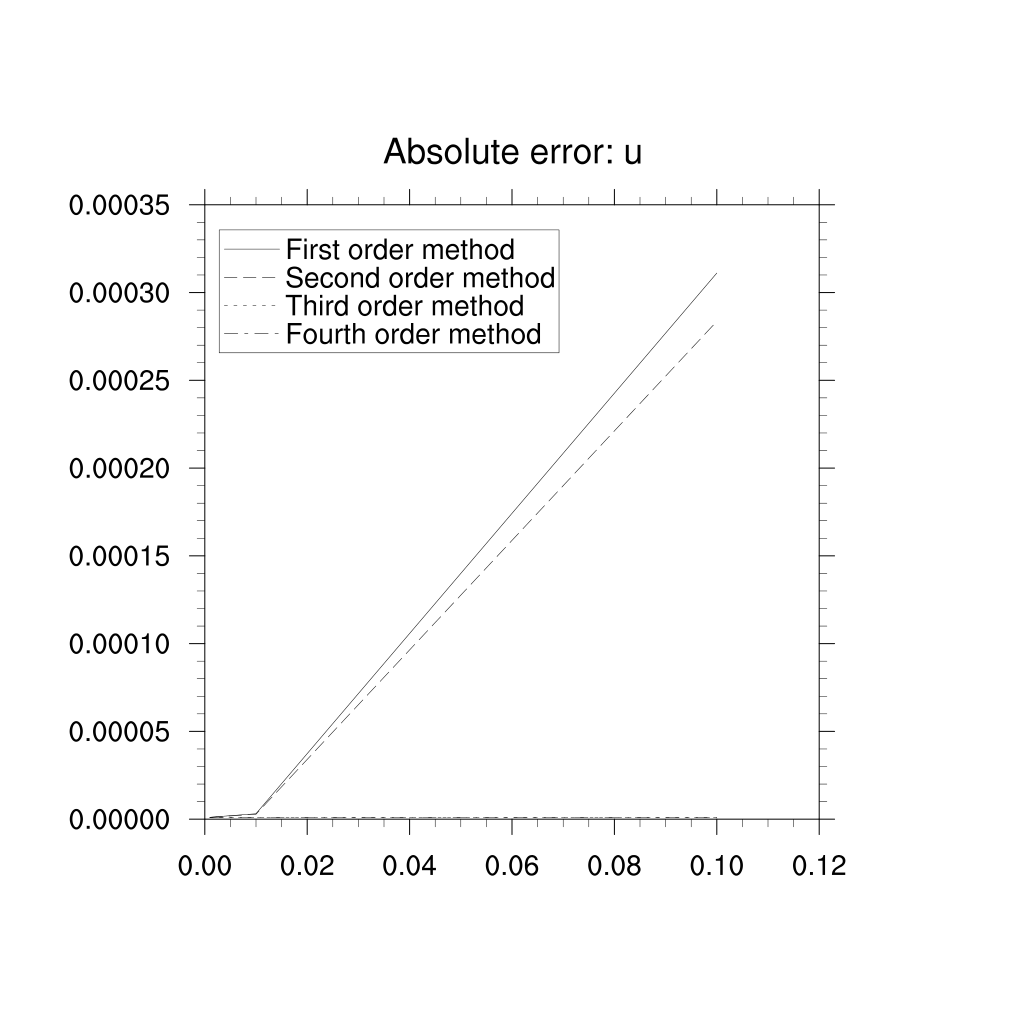 Absolute error: u
0.00035
First order method
Second order method
Third order method
Fourth order method
0.00030
0.00025
0.00020
0.00015
0.00010
0.00005
0.00000
0.00 0.02 0.04 0.06 0.08 0.10 0.12